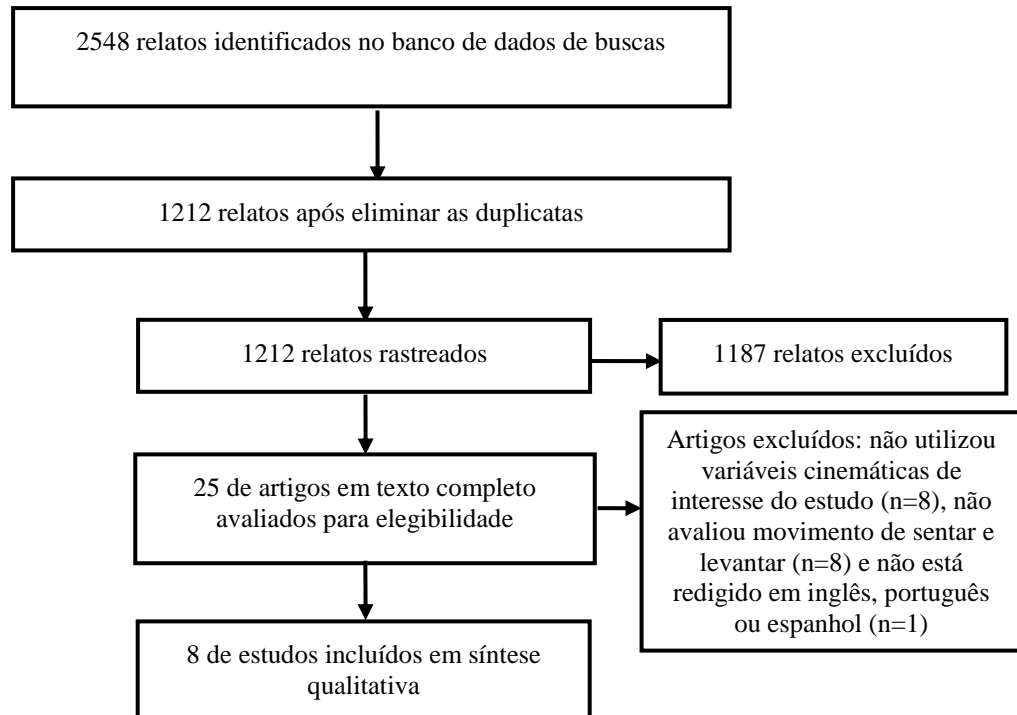 2548 relatos identificados no banco de dados de buscas
1212 relatos após eliminar as duplicatas
1212 relatos rastreados
1187 relatos excluídos
25 de artigos em texto completo
avaliados para elegibilidade
Artigos excluídos: não utilizou
variáveis cinemáticas de
interesse do estudo (n=8), não
avaliou movimento de sentar e
levantar (n=8) e não está
redigido em inglês, português
ou espanhol (n=1)
8 de estudos incluídos em síntese
qualitativa